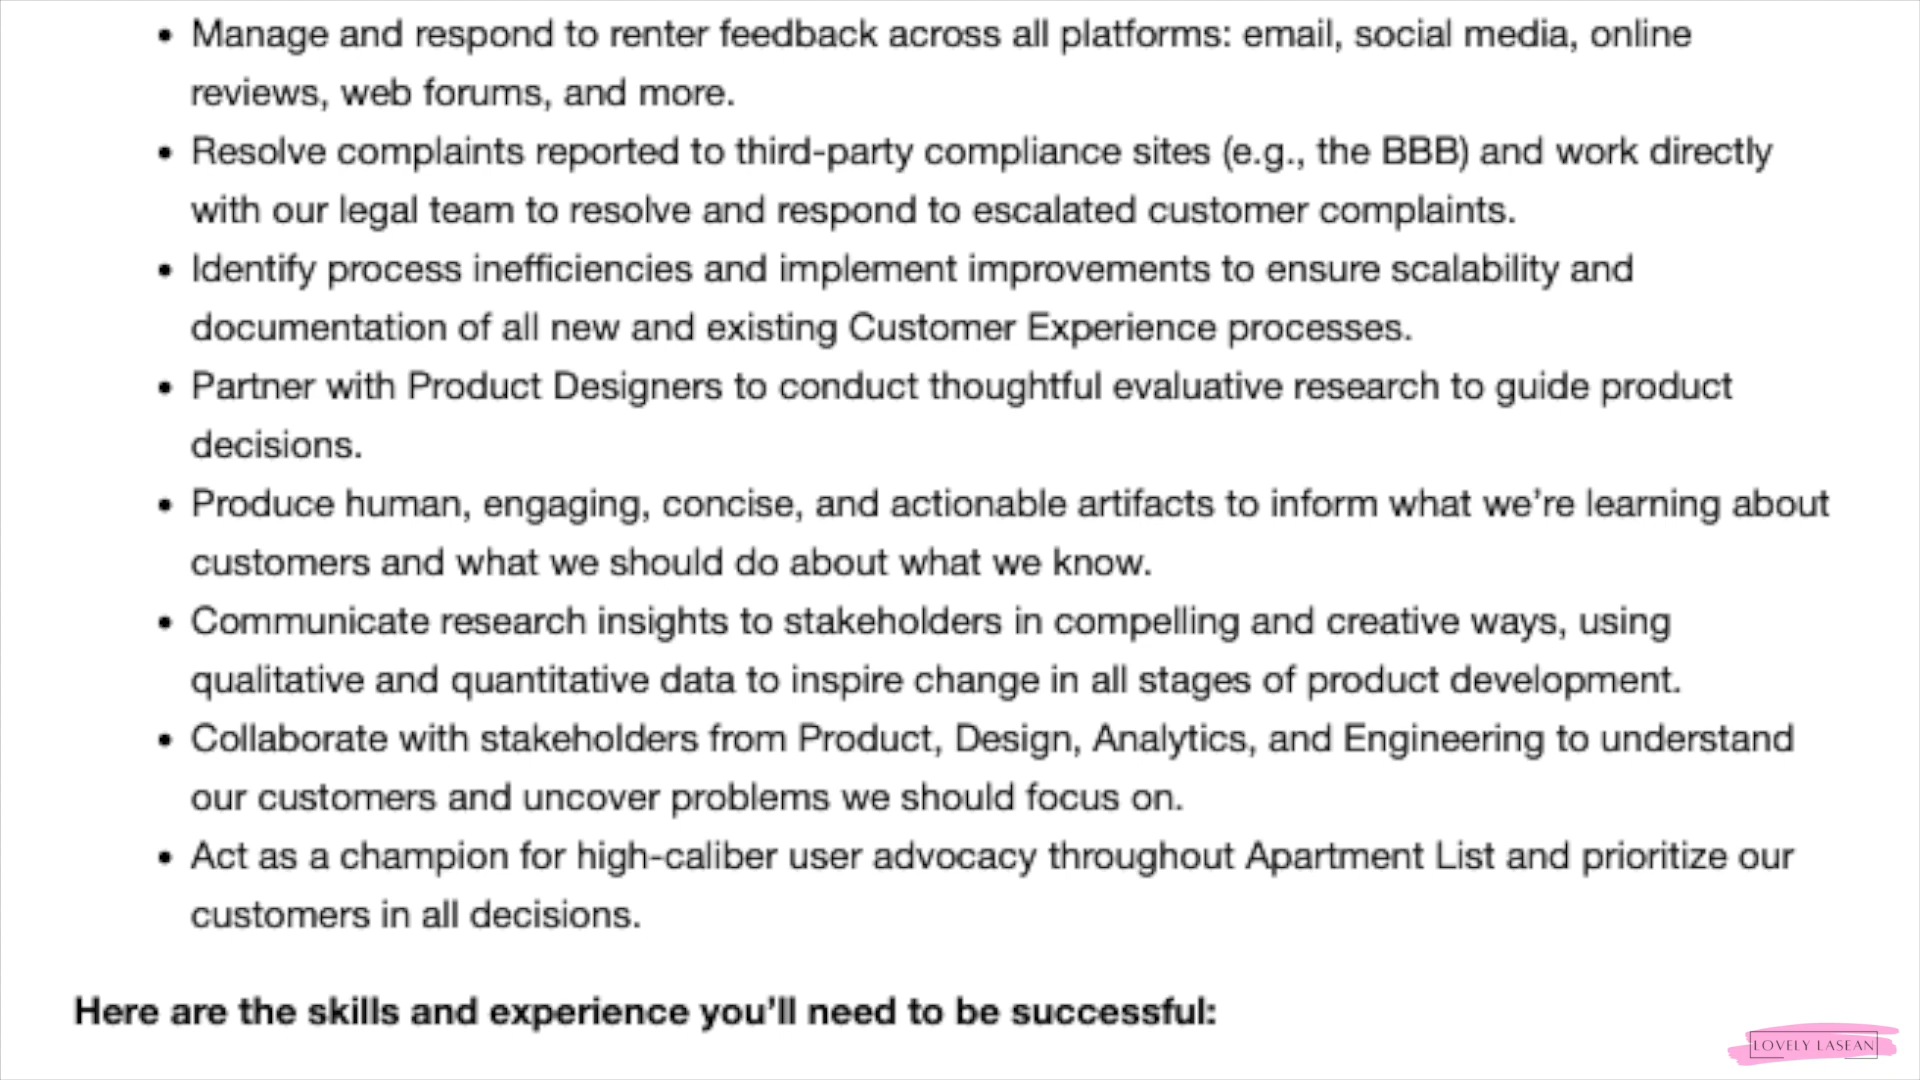 • Manage and respond to renter feedback across all platforms: email, social media, online
reviews, web forums, and more.
• Resolve complaints reported to third-party compliance sites (e.g., the BBB) and work directly
with our legal team to resolve and respond to escalated customer complaints.
• Identify process inefficiencies and implement improvements to ensure scalability and
documentation of all new and existing Customer Experience processes.
• Partner with Product Designers to conduct thoughtful evaluative research to guide product
decisions.
• Produce human, engaging, concise, and actionable artifacts to inform what we’re learning about
customers and what we should do about what we know.
• Communicate research insights to stakeholders in compelling and creative ways, using
qualitative and quantitative data to inspire change in all stages of product development.
• Collaborate with stakeholders from Product, Design, Analytics, and Engineering to understand
our customers and uncover problems we should focus on.
• Act as a champion for high-caliber user advocacy throughout Apartment List and prioritize our
customers in all decisions.
Here are the skills and experience you’ll need to be successful:
LOVELY LASEAN